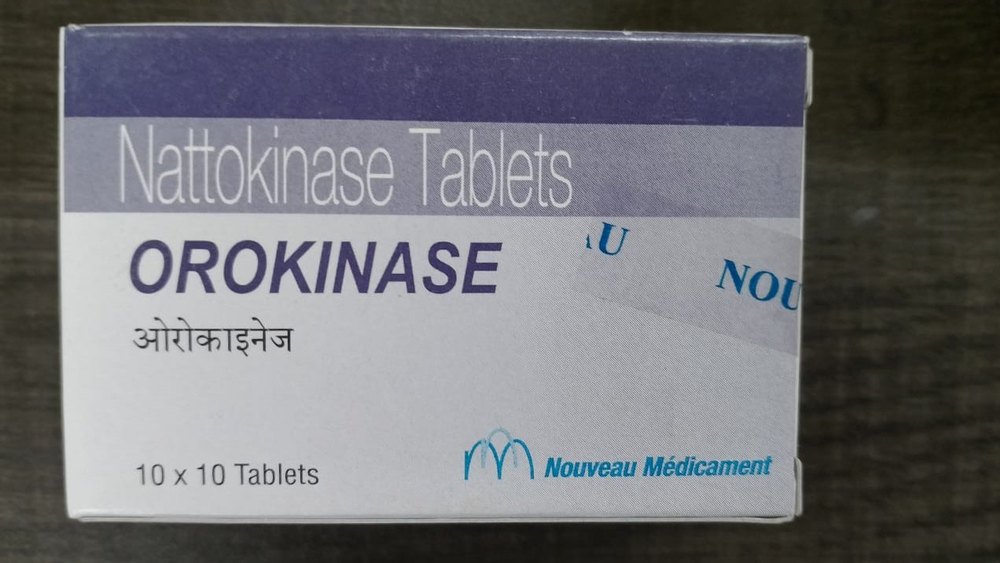 Nattokinase Tablets
OROKINASE
ओरोकाइनेज
U
NOU
10 x 10 Tablets
Nouveau Médicament